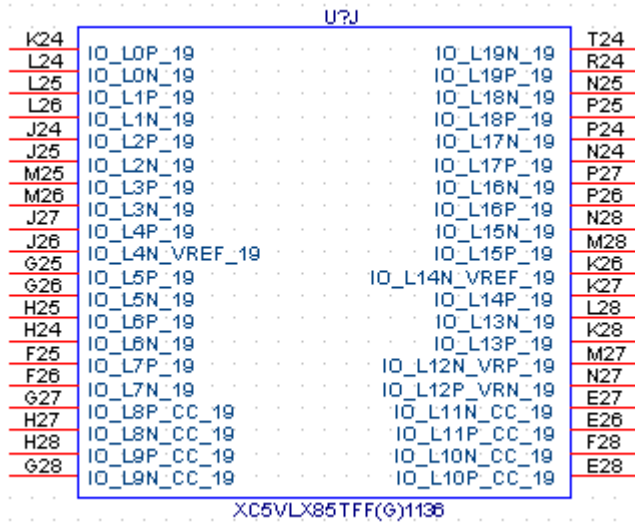 U?J
K24 IO_L0P_19 IO_L19N_19 T24
L24 IO_L0N_19 IO_L19P_19 R24
L25 IO_L1P_19 IO_L18N_19 N25
L26 IO_L1N_19 IO_L18P_19 P25
J24 IO_L2P_19 IO_L17N_19 P24
J25 IO_L2N_19 IO_L17P_19 N24
M25 IO_L3P_19 IO_L16N_19 P27
M26 IO_L3N_19 IO_L16P_19 P26
J27 IO_L4P_19 IO_L15N_19 N28
J26 IO_L4N_VREF_19 IO_L15P_19 M28
G25 IO_L5P_19 IO_L14N_VREF_19 K26
G26 IO_L5N_19 IO_L14P_19 K27
H25 IO_L6P_19 IO_L13N_19 L28
H24 IO_L6N_19 IO_L13P_19 K28
F25 IO_L7P_19 IO_L12N_VRP_19 M27
F26 IO_L7N_19 IO_L12P_VRN_19 N27
G27 IO_L8P_CC_19 IO_L11N_CC_19 E27
H27 IO_L8N_CC_19 IO_L11P_CC_19 E26
H28 IO_L9P_CC_19 IO_L10N_CC_19 F28
G28 IO_L9N_CC_19 IO_L10P_CC_19 E28
XC5VLX85TFF(G)1136